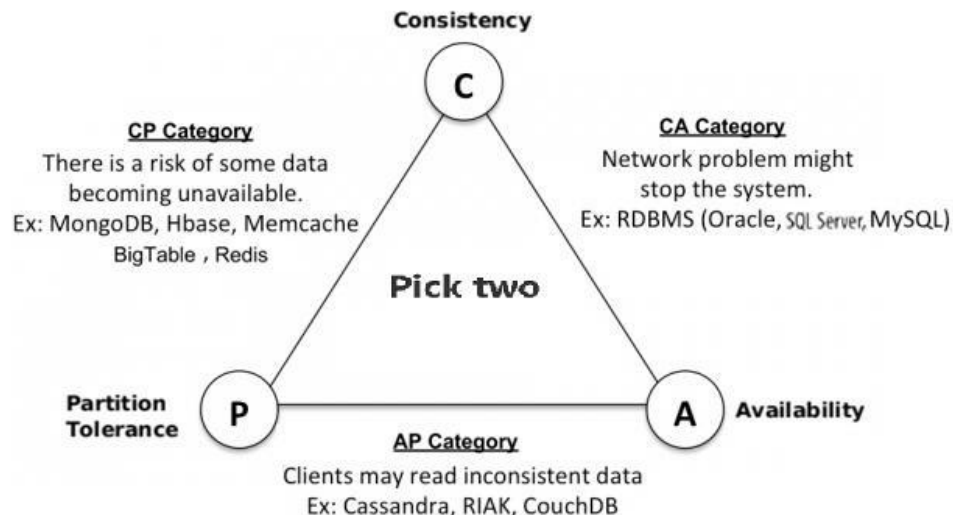 Consistency
C
CP Category
There is a risk of some data
becoming unavailable.
Ex: MongoDB, Hbase, Memcache
BigTable , Redis
CA Category
Network problem might
stop the system.
Ex: RDBMS (Oracle, SQL Server, MySQL)
Pick two
Partition
Tolerance
P
A
Availability
AP Category
Clients may read inconsistent data
Ex: Cassandra, RIAK, CouchDB